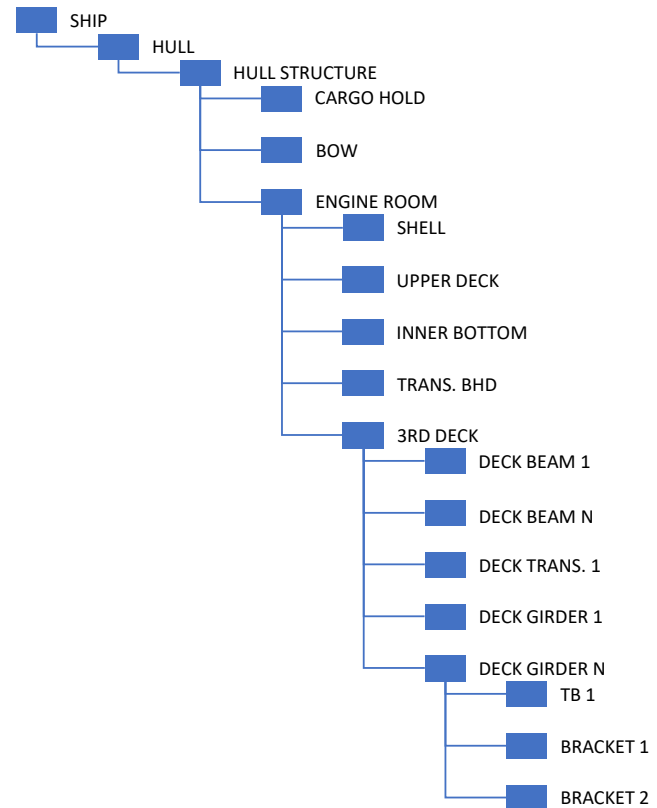 SHIP
HULL
HULL STRUCTURE
CARGO HOLD
BOW
ENGINE ROOM
SHELL
UPPER DECK
INNER BOTTOM
TRANS. BHD
3RD DECK
DECK BEAM 1
DECK BEAM N
DECK TRANS. 1
DECK GIRDER 1
DECK GIRDER N
TB 1
BRACKET 1
BRACKET 2